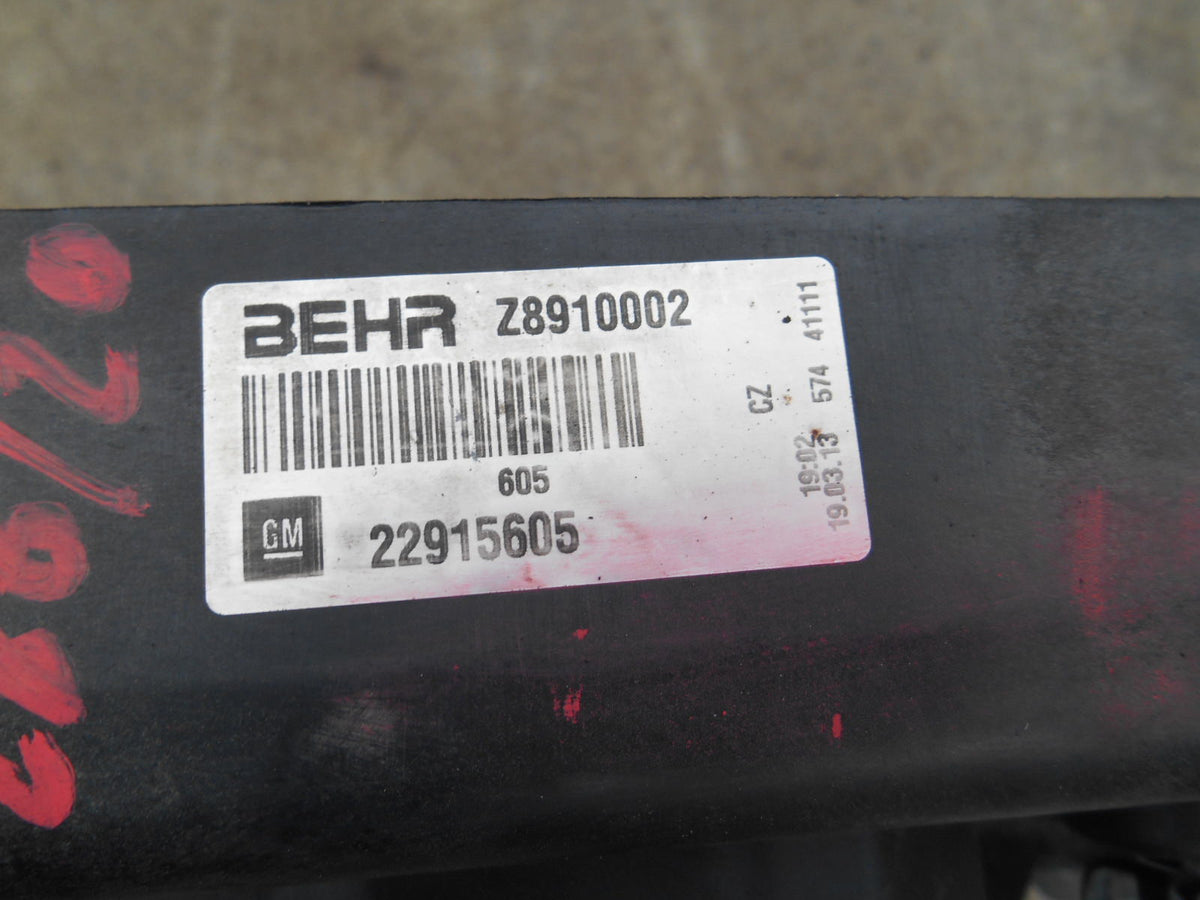 BEHR Z8910002
605
GM 22915605
CZ
19:02 574 41111
19.03.13